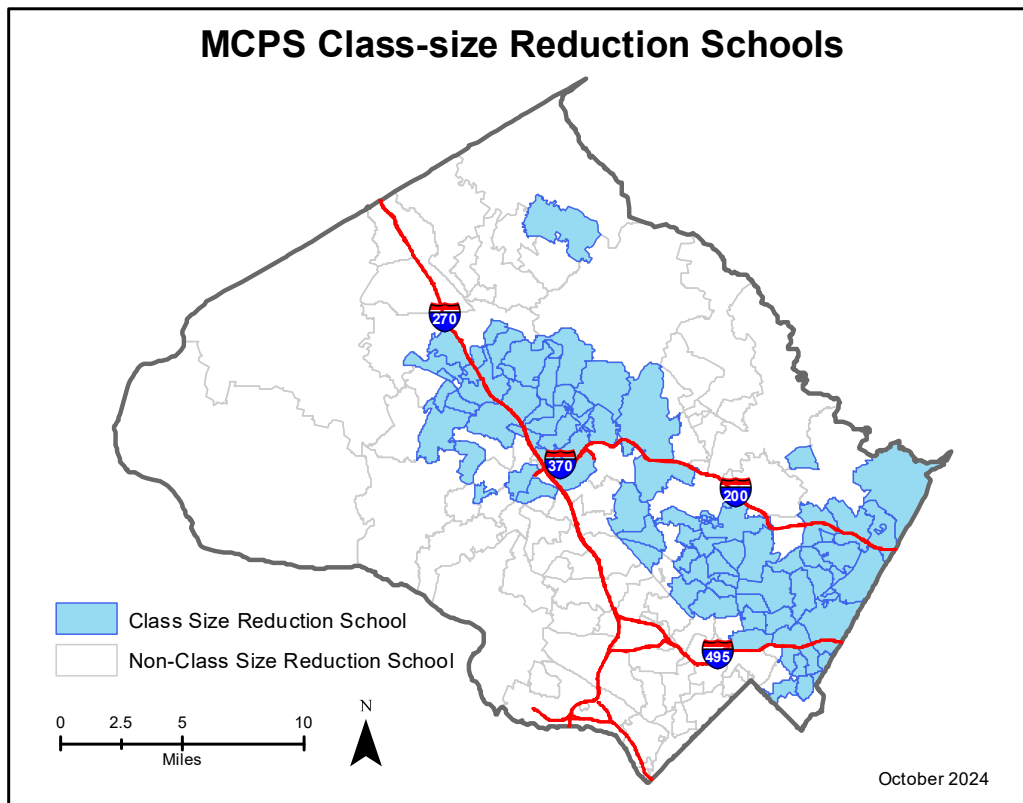 MCPS Class-size Reduction Schools
270
370
200
495
Class Size Reduction School
Non-Class Size Reduction School
0 2.5 5 10
Miles
N
October 2024